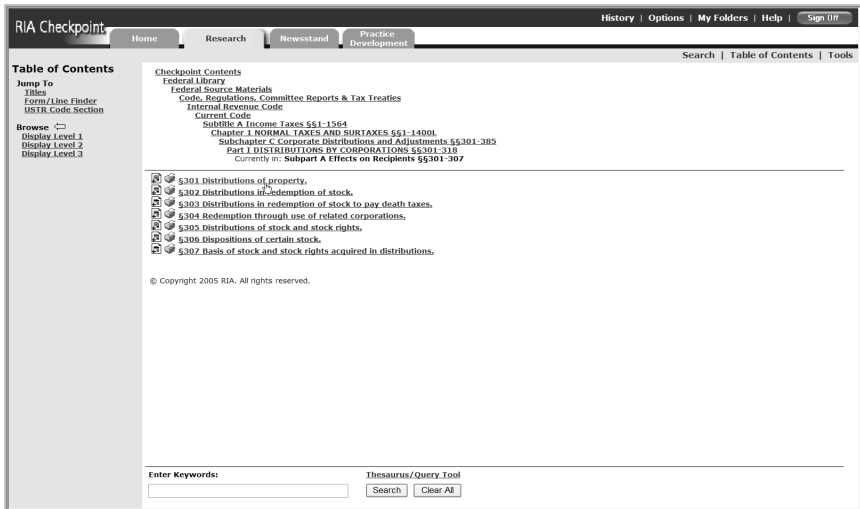 RIA Checkpoint
History | Options | My Folders | Help | Sign Off
Home
Research
Newsstand
Practice
Development
Search | Table of Contents | Tools
Table of Contents
Jump To
Titles
Form/Line Finder
USTR Code Section
Browse
Display Level 1
Display Level 2
Display Level 3
Checkpoint Contents
Federal Library
Federal Source Materials
Code, Regulations, Committee Reports & Tax Treaties
Internal Revenue Code
Current Code
Subtitle A Income Taxes §§1-1564
Chapter 1 NORMAL TAXES AND SURTAXES §§1-1400L
Subchapter C Corporate Distributions and Adjustments §§301-385
Part I DISTRIBUTIONS BY CORPORATIONS §§301-318
Currently in: Subpart A Effects on Recipients §§301-307
§301 Distributions of property.
§302 Distributions in redemption of stock.
§303 Distributions in redemption of stock to pay death taxes.
§304 Redemption through use of related corporations.
§305 Distributions of stock and stock rights.
§306 Dispositions of certain stock.
§307 Basis of stock and stock rights acquired in distributions.
© Copyright 2005 RIA. All rights reserved.
Enter Keywords:
Thesaurus/Query Tool
Search
Clear All